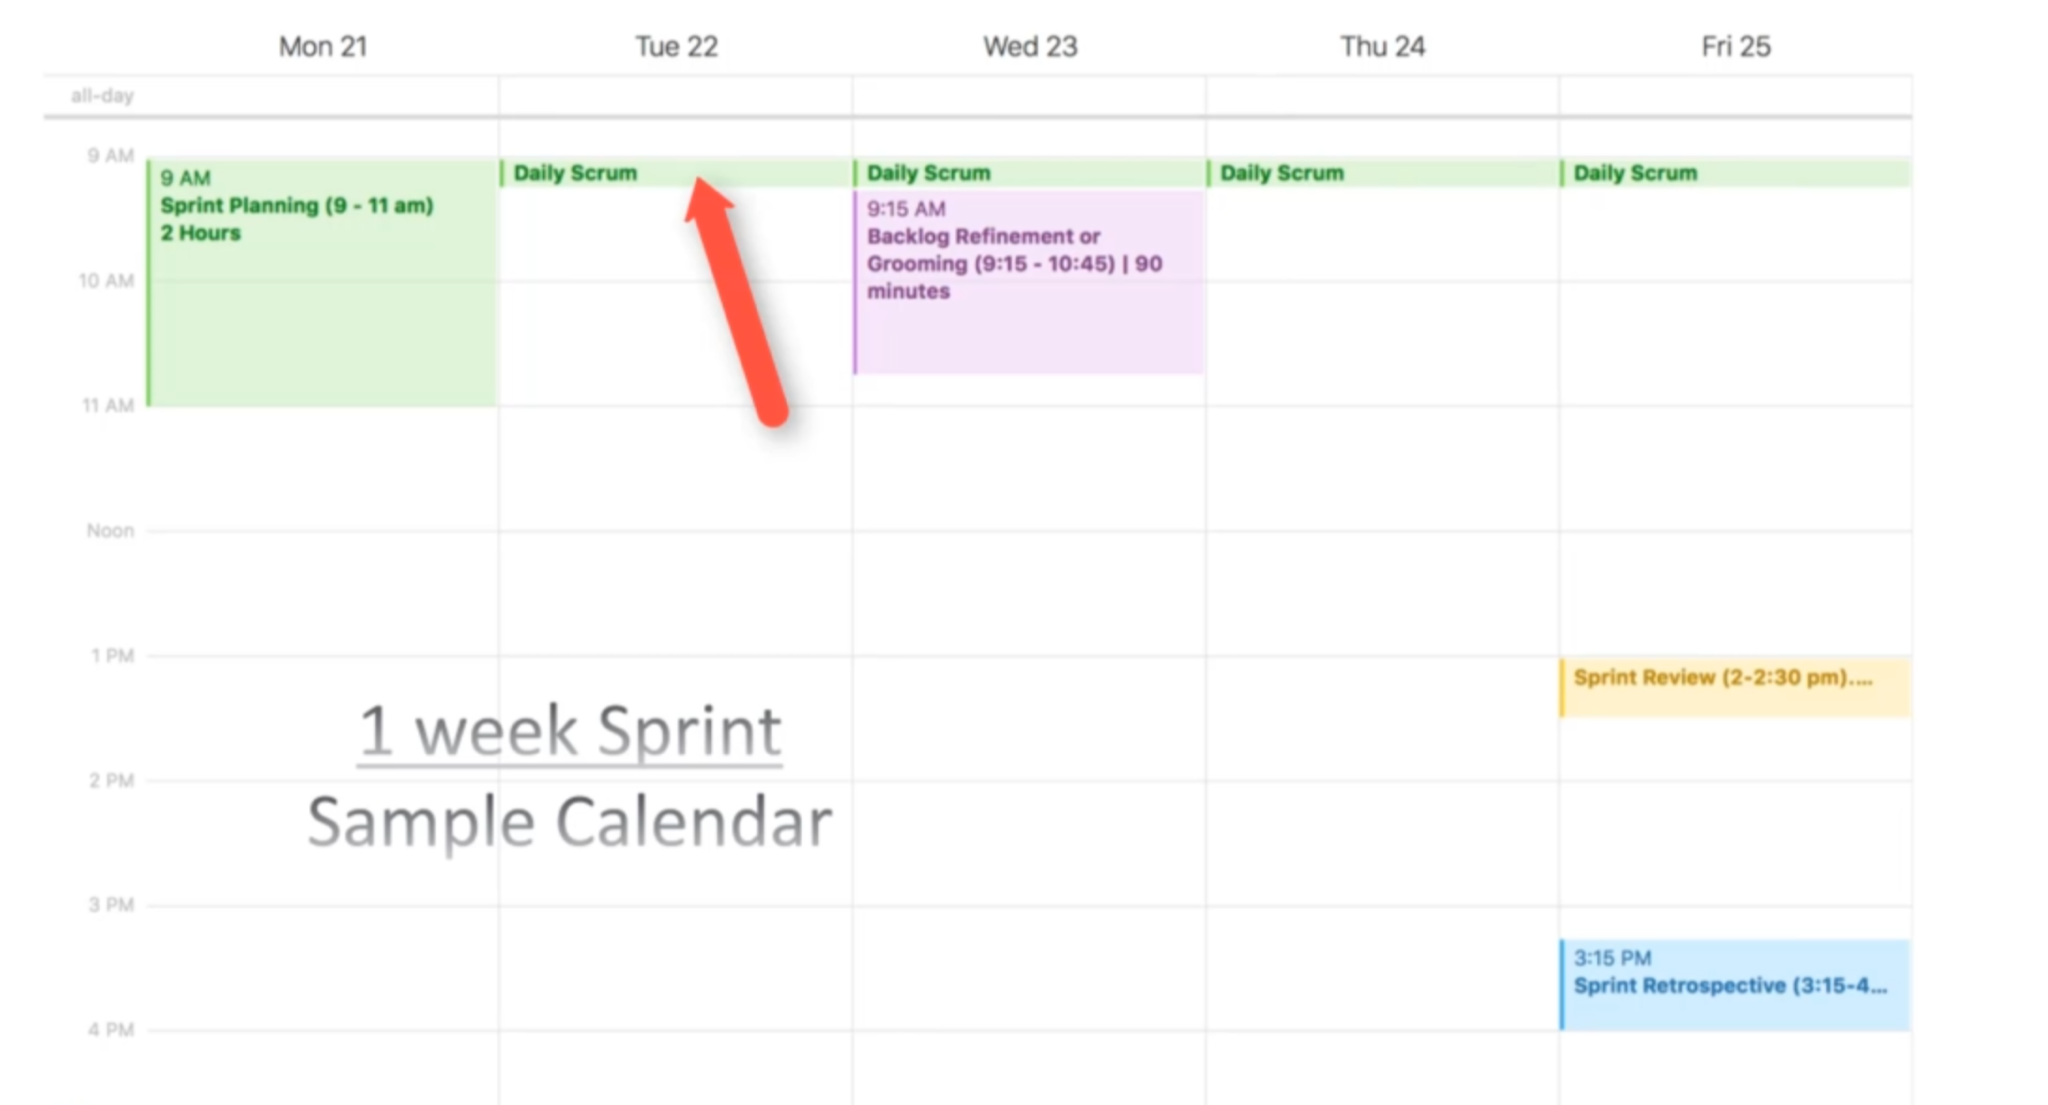 Mon 21
Tue 22
Wed 23
Thu 24
Fri 25
all-day
9 AM
9 AM
Sprint Planning (9 - 11 am)
2 Hours
Daily Scrum
Daily Scrum
Daily Scrum
Daily Scrum
9:15 AM
Backlog Refinement or
Grooming (9:15 - 10:45) | 90
minutes
10 AM
11 AM
Noon
1 PM
Sprint Review (2-2:30 pm)....
1 week Sprint
Sample Calendar
2 PM
3 PM
3:15 PM
Sprint Retrospective (3:15-4...
4 PM